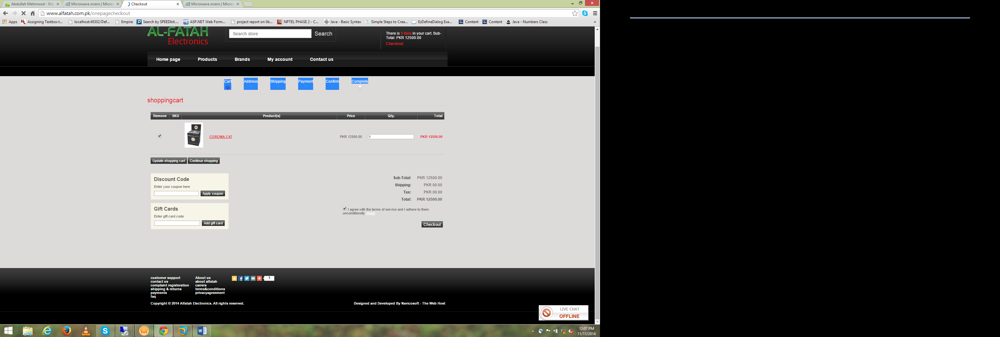 Abdullah Mehmood - Vid
Microwave ovens | Micro
Checkout
Microwave ovens | Micro
www.alfatah.com.pk/onepagecheckout
Apps
Assigning Textbox t...
localhost:49302/Def...
Empire
Search by SPEEDbit....
ASP.NET Web Form...
project report on lib...
NPTEL PHASE 2 - C...
Java - Basic Syntax
Simple Steps to Crea...
EzDefineDialog Exa...
Content
Content
Java - Numbers Class
»
AL-FATAH
Electronics
Search store
Search
There is 1 item in your cart. Sub-
Total: PKR 12500.00
Checkout
Home page Products Brands My account Contact us
Cart Address Shipping Payment Confirm Complete
shoppingcart
Remove SKU Product(s) Price Qty. Total
CORONA C47 PKR 12500.00 1 PKR 12500.00
Update shopping cart Continue shopping
Discount Code
Enter your coupon here
Apply coupon
Gift Cards
Enter gift card code
Add gift card
Sub-Total: PKR 12500.00
Shipping: PKR 00.00
Tax: PKR 00.00
Total: PKR 12500.00
I agree with the terms of service and I adhere to them
unconditionally (read)
Checkout
customer support
contact us
complaint registeration
shipping & returns
payments
faq
About us
about alfatah
carrers
terms&conditions
privacyagreement
1
Copyright © 2014 Alfatah Electronics. All rights reserved.
Designed and Developed By Navicosoft - The Web Host
LIVE CHAT
OFFLINE
12:07 PM
11/11/2014